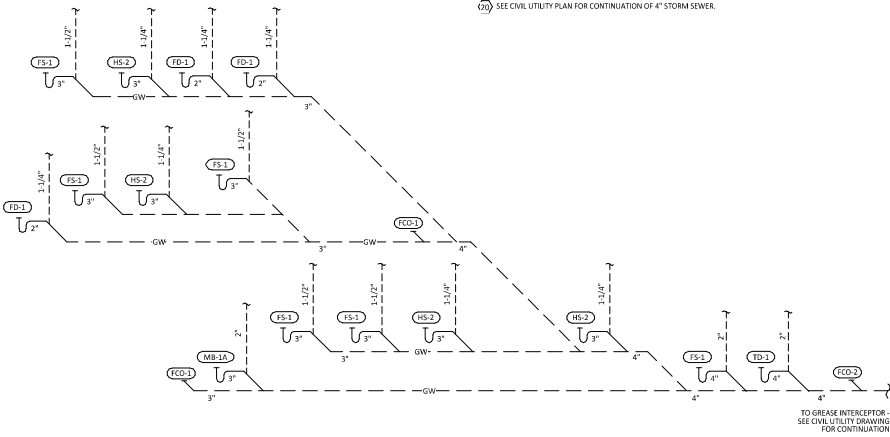 20 SEE CIVIL UTILITY PLAN FOR CONTINUATION OF 4" STORM SEWER.
1-1/2"
1-1/4"
1-1/4"
1-1/4"
FS-1
HS-2
FD-1
FD-1
3"
3"
2"
2"
GW
3"
1-1/2"
1-1/2"
1-1/4"
1-1/4"
FS-1
FS-1
HS-2
3"
FD-1
3"
3"
2"
FCO-1
GW
3"
GW
4"
1-1/2"
1-1/2"
1-1/4"
1-1/4"
FS-1
FS-1
HS-2
HS-2
2"
2"
2"
3"
3"
3"
3"
MB-1A
3"
GW
4"
FS-1
TD-1
FCO-1
3"
4"
4"
FCO-2
3"
GW
4"
4"
TO GREASE INTERCEPTOR -
SEE CIVIL UTILITY DRAWING
FOR CONTINUATION